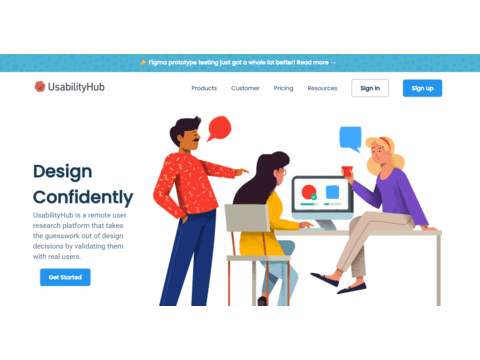 🎉 Figma prototype testing just got a whole lot better! Read more →
UsabilityHub
Products
Customer
Pricing
Resources
Sign in
Sign up
Design
Confidently
UsabilityHub is a remote user
research platform that takes
the guesswork out of design
decisions by validating them
with real users.
Get Started